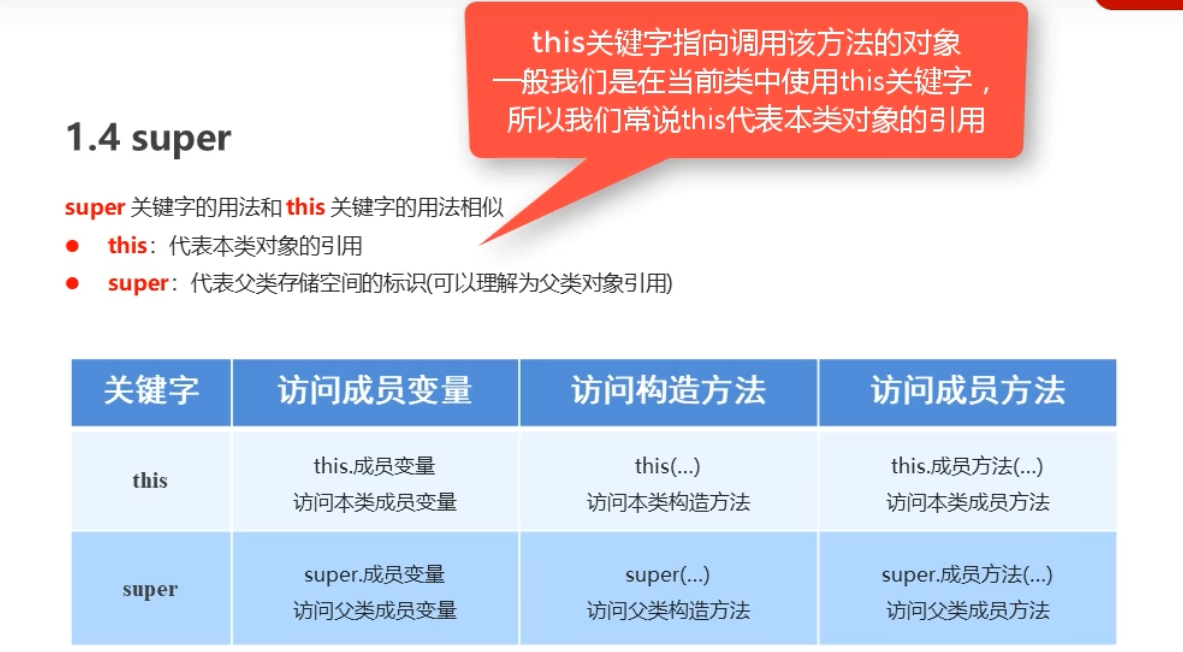 this关键字指向调用该方法的对象
一般我们是在当前类中使用this关键字，
所以我们常说this代表本类对象的引用
1.4 super
super 关键字的用法和 this 关键字的用法相似
● this：代表本类对象的引用
● super：代表父类存储空间的标识(可以理解为父类对象引用)
关键字 访问成员变量 访问构造方法 访问成员方法
this.成员变量 this(…) this.成员方法(…)
this
访问本类成员变量 访问本类构造方法 访问本类成员方法
super.成员变量 super(…) super.成员方法(…)
super
访问父类成员变量 访问父类构造方法 访问父类成员方法